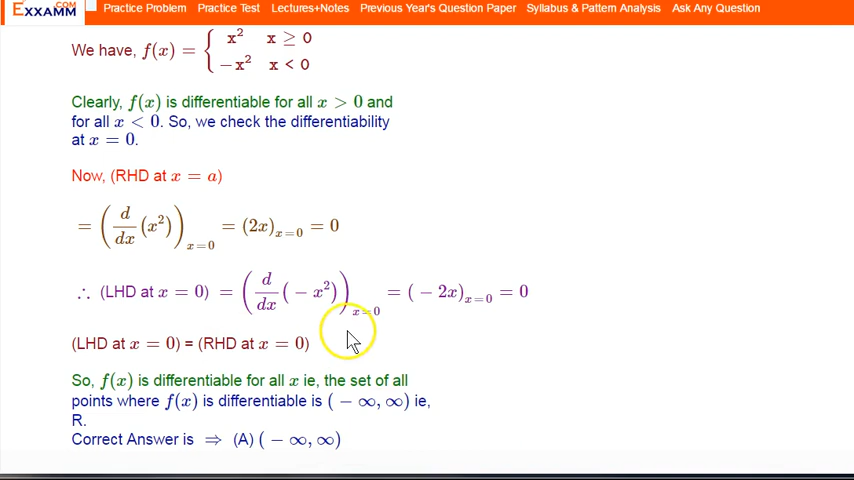 EXXAMM .COM Practice Problem Practice Test Lectures+Notes Previous Year's Question Paper Syllabus & Pattern Analysis Ask Any Question
We have, f(x) = { x² x ≥ 0
−x² x < 0
Clearly, f(x) is differentiable for all x > 0 and
for all x < 0. So, we check the differentiability
at x = 0.
Now, (RHD at x = a)
= (d/dx (x²))ₓ₌₀ = (2x)ₓ₌₀ = 0
∴ (LHD at x = 0) = (d/dx (− x²))ₓ₌₀ = (− 2x)ₓ₌₀ = 0
(LHD at x = 0) = (RHD at x = 0)
So, f(x) is differentiable for all x ie, the set of all
points where f(x) is differentiable is (− ∞, ∞) ie,
R.
Correct Answer is ⇒ (A) (− ∞, ∞)